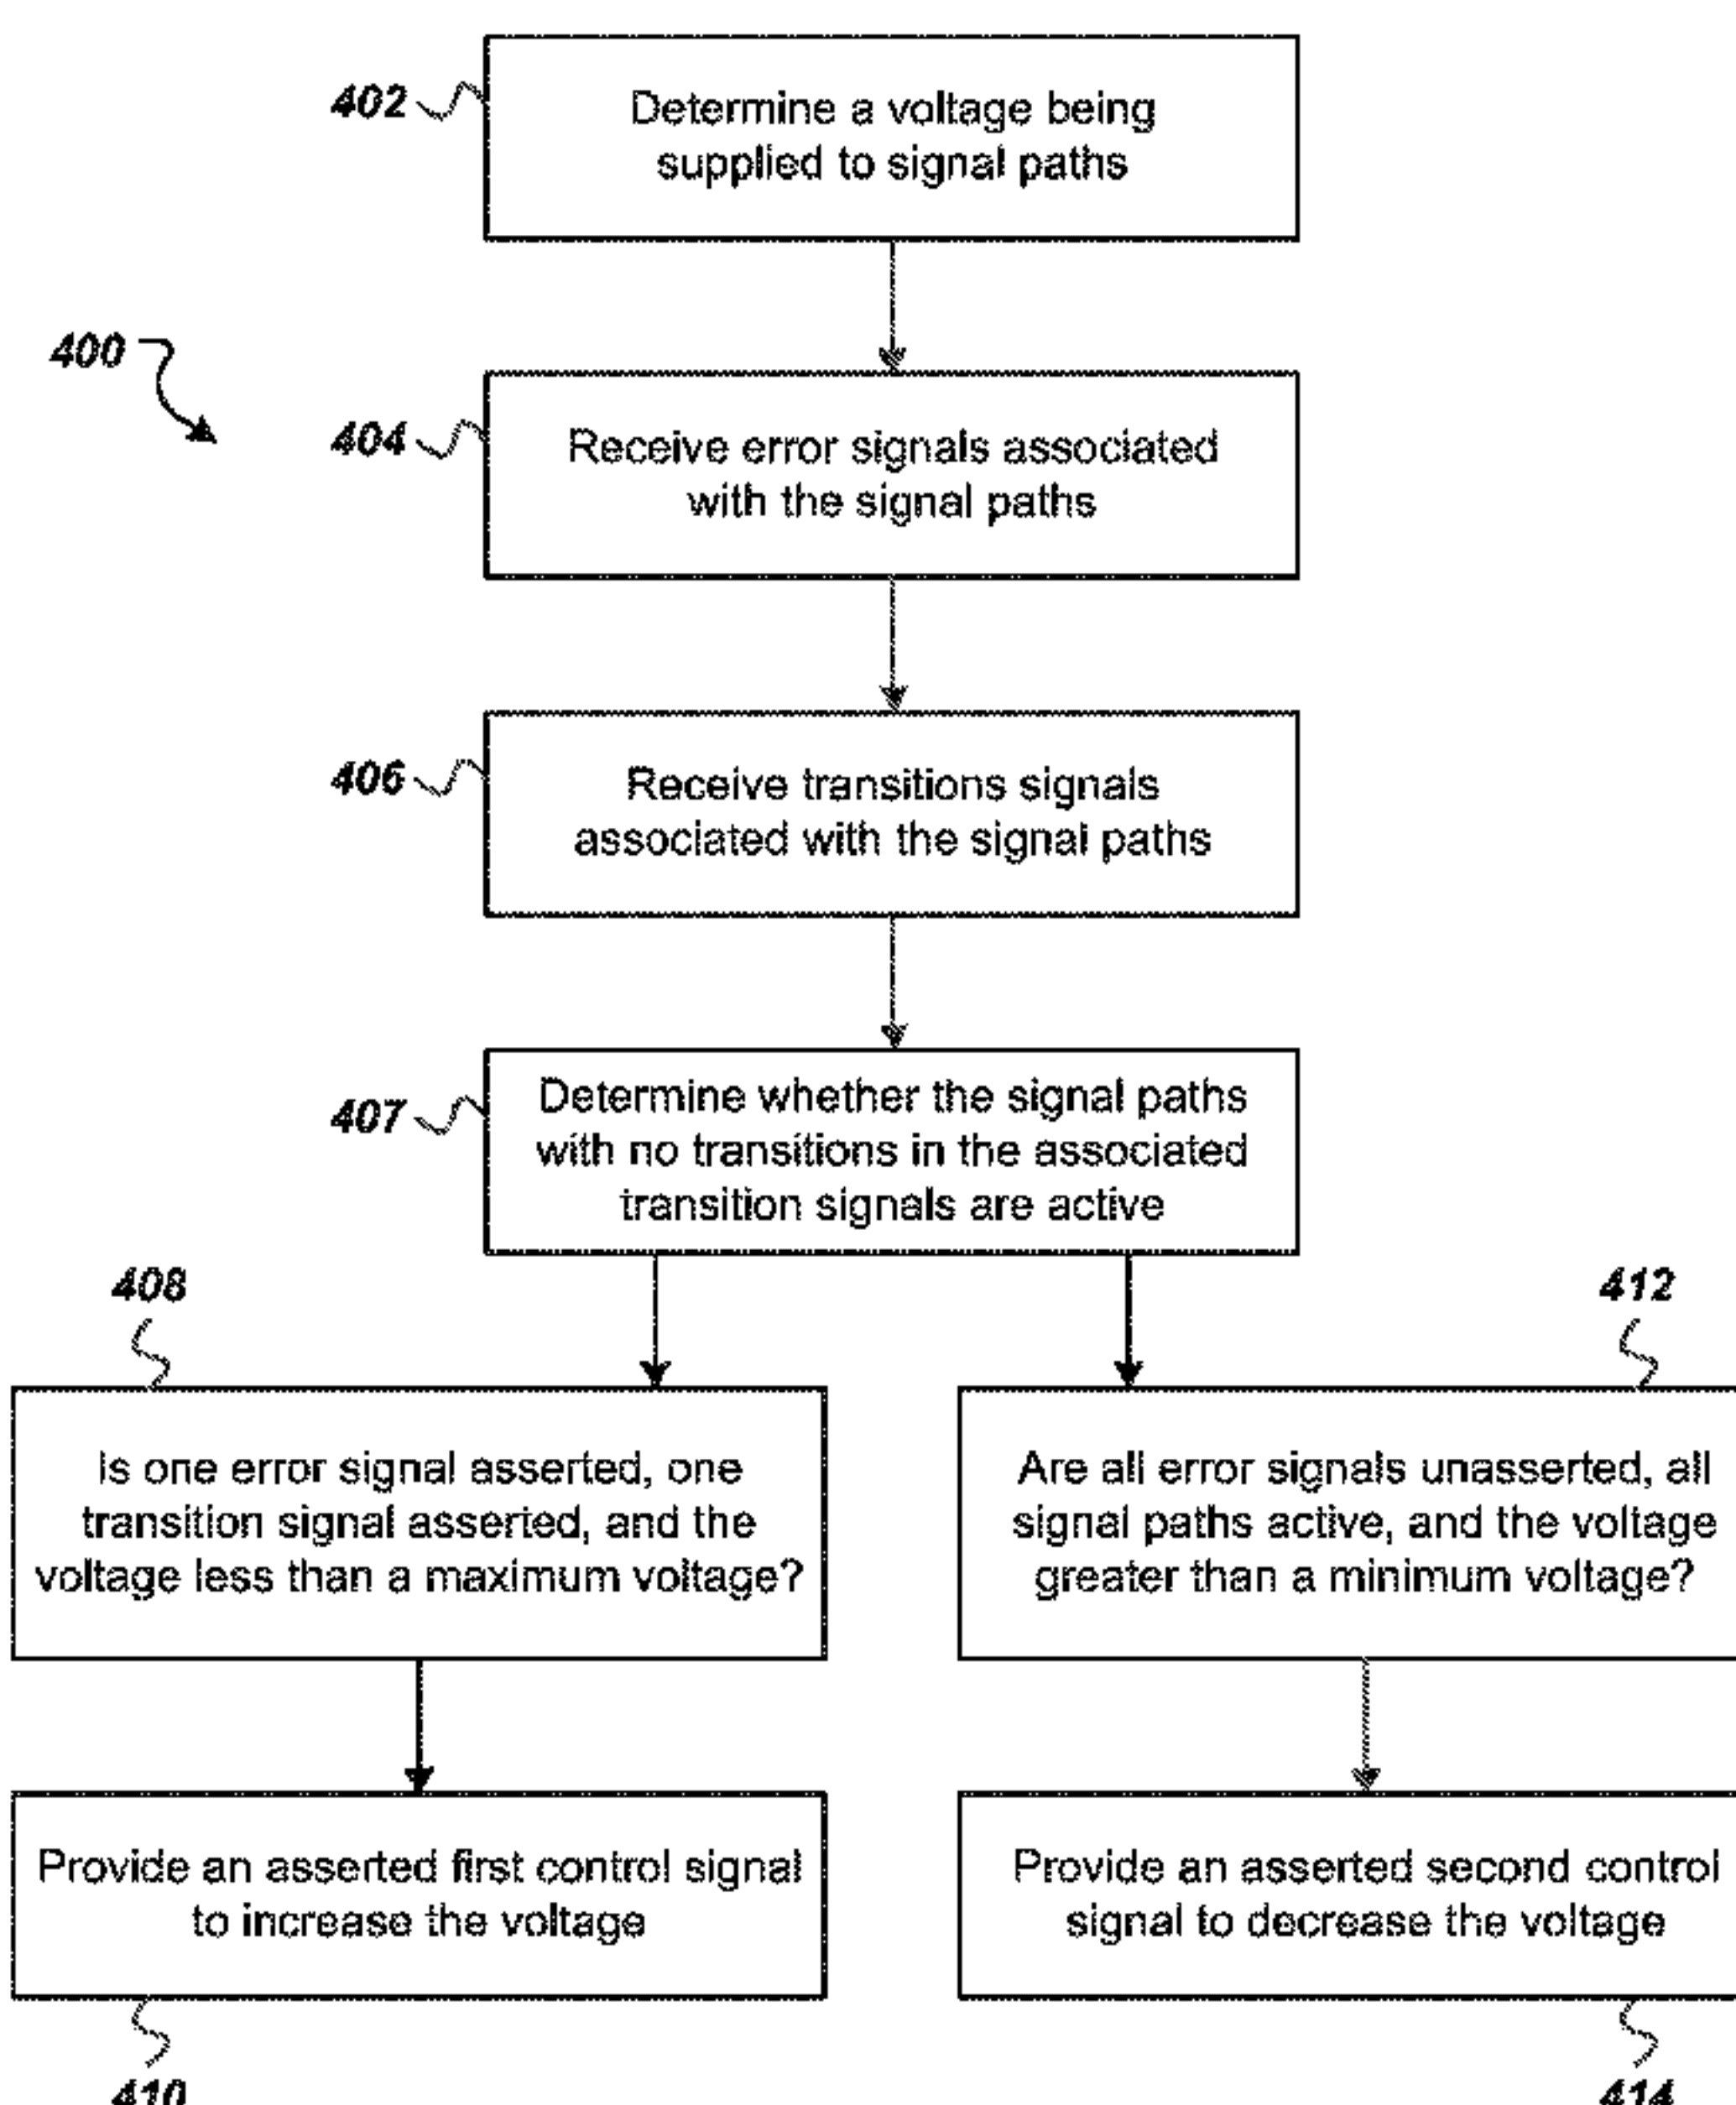 402
Determine a voltage being
supplied to signal paths
400
404
Receive error signals associated
with the signal paths
406
Receive transitions signals
associated with the signal paths
407
Determine whether the signal paths
with no transitions in the associated
transition signals are active
408
Is one error signal asserted, one
transition signal asserted, and the
voltage less than a maximum voltage?
412
Are all error signals unasserted, all
signal paths active, and the voltage
greater than a minimum voltage?
Provide an asserted first control signal
to increase the voltage
410
Provide an asserted second control
signal to decrease the voltage
414